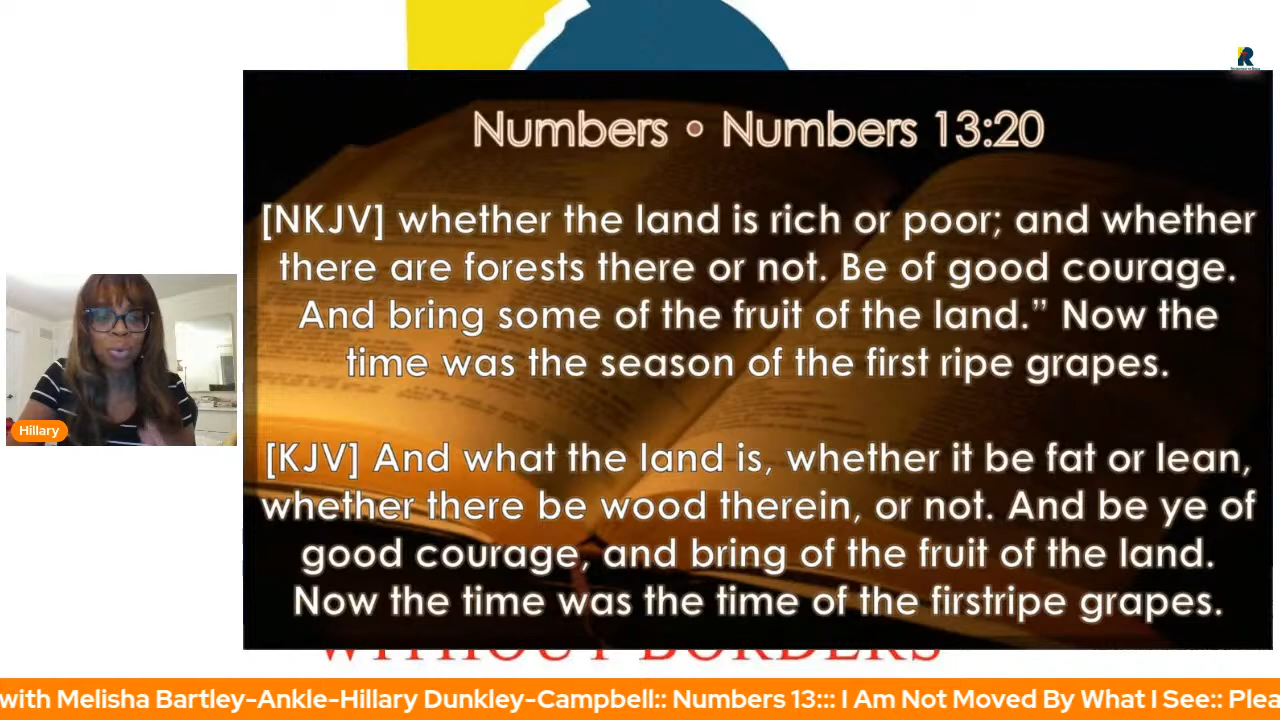 Numbers • Numbers 13:20
[NKJV] whether the land is rich or poor; and whether
there are forests there or not. Be of good courage.
And bring some of the fruit of the land.” Now the
time was the season of the first ripe grapes.
[KJV] And what the land is, whether it be fat or lean,
whether there be wood therein, or not. And be ye of
good courage, and bring of the fruit of the land.
Now the time was the time of the firstripe grapes.
Hillary
WITHOUT BORDERS
with Melisha Bartley-Ankle-Hillary Dunkley-Campbell:: Numbers 13::: I Am Not Moved By What I See:: Plea